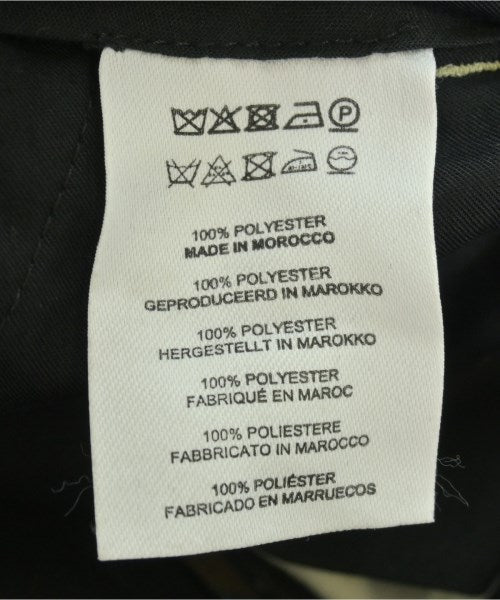 P
100% POLYESTER
MADE IN MOROCCO
100% POLYESTER
GEPRODUCEERD IN MAROKKO
100% POLYESTER
HERGESTELLT IN MAROKKO
100% POLYESTER
FABRIQUÉ EN MAROC
100% POLIESTERE
FABBRICATO IN MAROCCO
100% POLIÉSTER
FABRICADO EN MARRUECOS